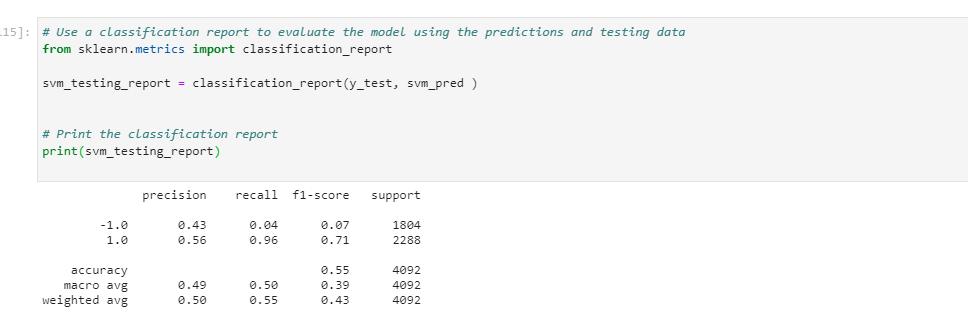 15]: # Use a classification report to evaluate the model using the predictions and testing data
from sklearn.metrics import classification_report
svm_testing_report = classification_report(y_test, svm_pred )
# Print the classification report
print(svm_testing_report)
precision recall f1-score support
-1.0 0.43 0.04 0.07 1804
1.0 0.56 0.96 0.71 2288
accuracy 0.55 4092
macro avg 0.49 0.50 0.39 4092
weighted avg 0.50 0.55 0.43 4092